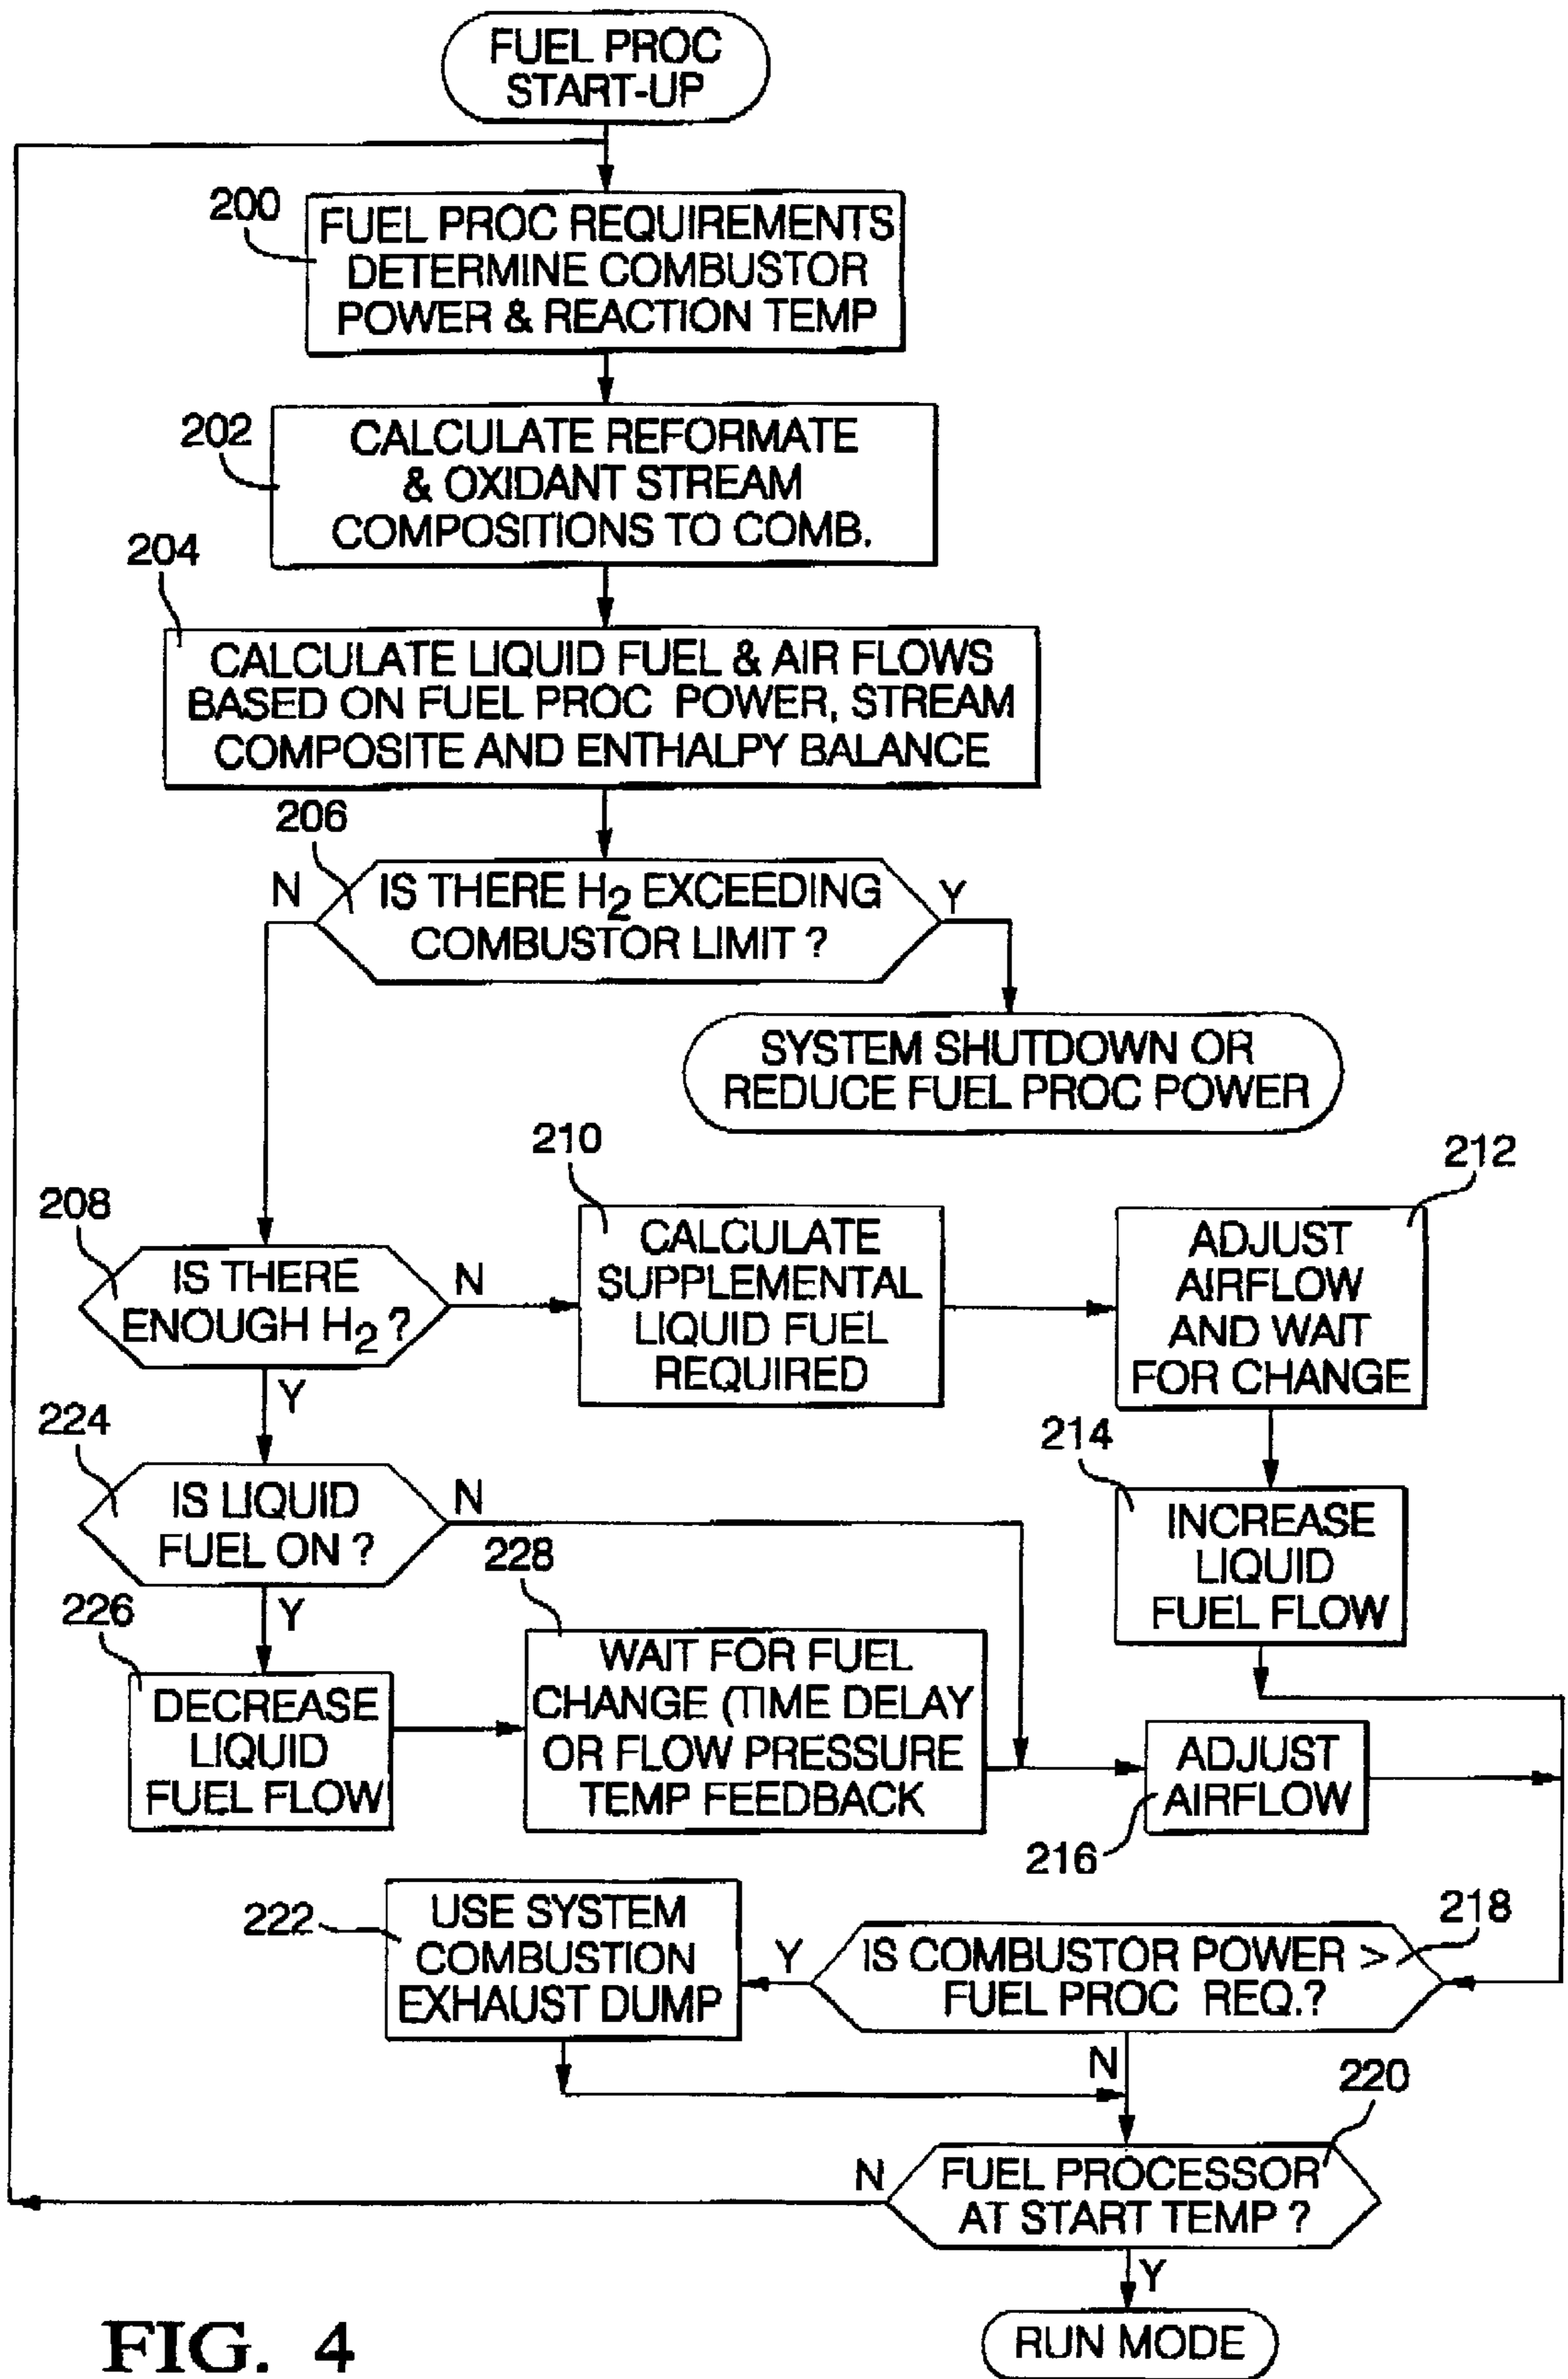 FUEL PROC
START-UP
200
FUEL PROC REQUIREMENTS
DETERMINE COMBUSTOR
POWER & REACTION TEMP
202
CALCULATE REFORMATE
& OXIDANT STREAM
COMPOSITIONS TO COMB.
204
CALCULATE LIQUID FUEL & AIR FLOWS
BASED ON FUEL PROC POWER, STREAM
COMPOSITE AND ENTHALPY BALANCE
206
N
IS THERE H2 EXCEEDING
COMBUSTOR LIMIT ?
Y
SYSTEM SHUTDOWN OR
REDUCE FUEL PROC POWER
208
IS THERE
ENOUGH H2 ?
N
Y
210
CALCULATE
SUPPLEMENTAL
LIQUID FUEL
REQUIRED
212
ADJUST
AIRFLOW
AND WAIT
FOR CHANGE
214
INCREASE
LIQUID
FUEL FLOW
224
IS LIQUID
FUEL ON ?
N
Y
226
DECREASE
LIQUID
FUEL FLOW
228
WAIT FOR FUEL
CHANGE (TIME DELAY
OR FLOW PRESSURE
TEMP FEEDBACK
ADJUST
AIRFLOW
216
218
IS COMBUSTOR POWER >
FUEL PROC REQ.?
Y
N
222
USE SYSTEM
COMBUSTION
EXHAUST DUMP
220
FUEL PROCESSOR
AT START TEMP ?
N
Y
RUN MODE
FIG. 4